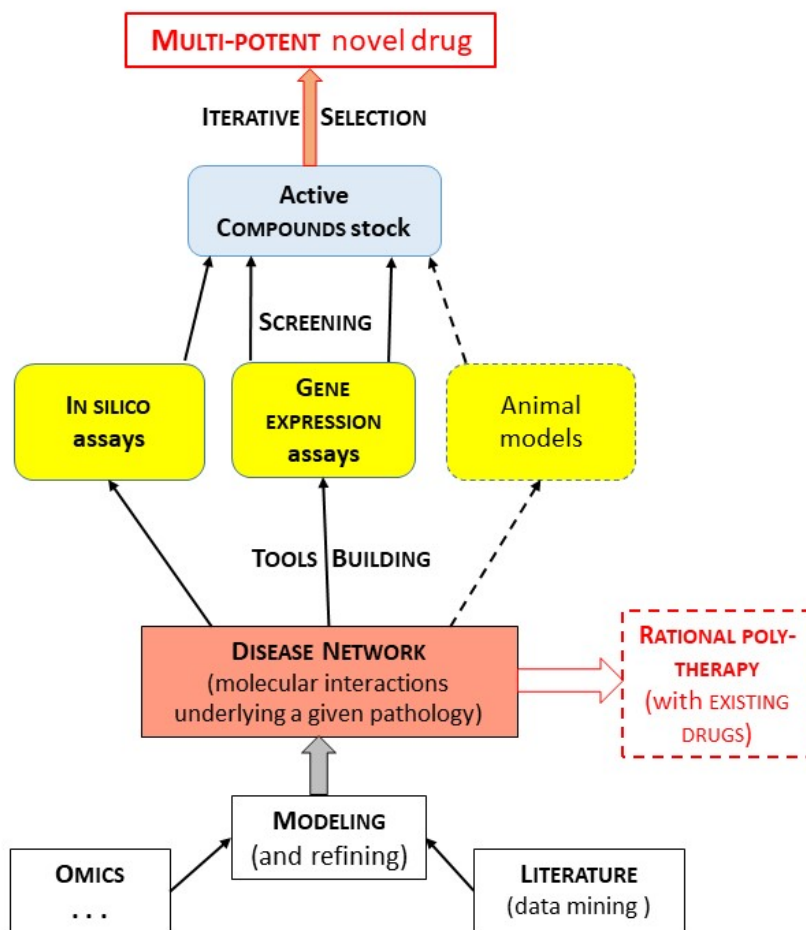 MULTI-POTENT novel drug
ITERATIVE SELECTION
Active
COMPOUNDS stock
SCREENING
IN SILICO
assays
GENE
EXPRESSION
assays
Animal
models
TOOLS BUILDING
DISEASE NETWORK
(molecular interactions
underlying a given pathology)
RATIONAL POLY-
THERAPY
(with EXISTING
DRUGS)
MODELING
(and refining)
OMICS
. . .
LITERATURE
(data mining )